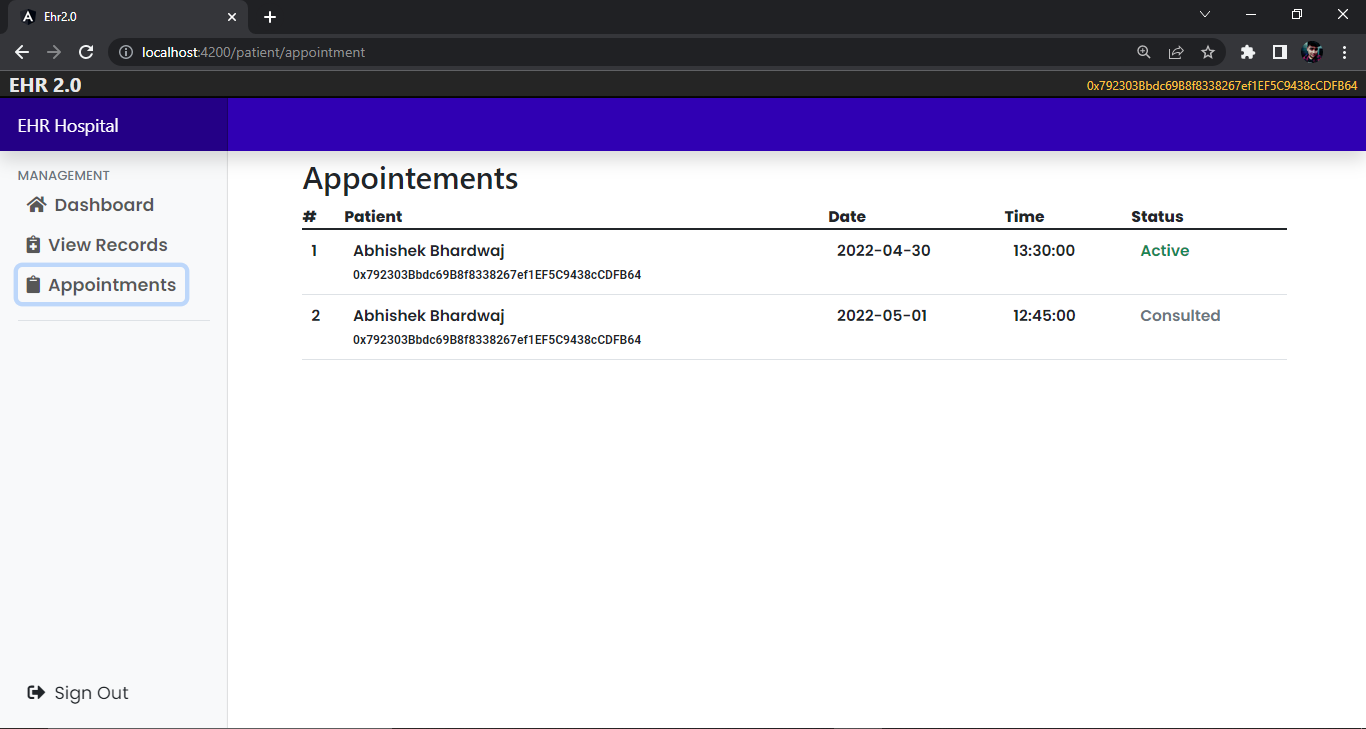 Ehr2.0
localhost:4200/patient/appointment
EHR 2.0
0x792303Bbdc69B8f8338267ef1EF5C9438cCDFB64
EHR Hospital
MANAGEMENT
Dashboard
View Records
Appointments
Sign Out
Appointements
# Patient Date Time Status
1 Abhishek Bhardwaj 2022-04-30 13:30:00 Active
0x792303Bbdc69B8f8338267ef1EF5C9438cCDFB64
2 Abhishek Bhardwaj 2022-05-01 12:45:00 Consulted
0x792303Bbdc69B8f8338267ef1EF5C9438cCDFB64